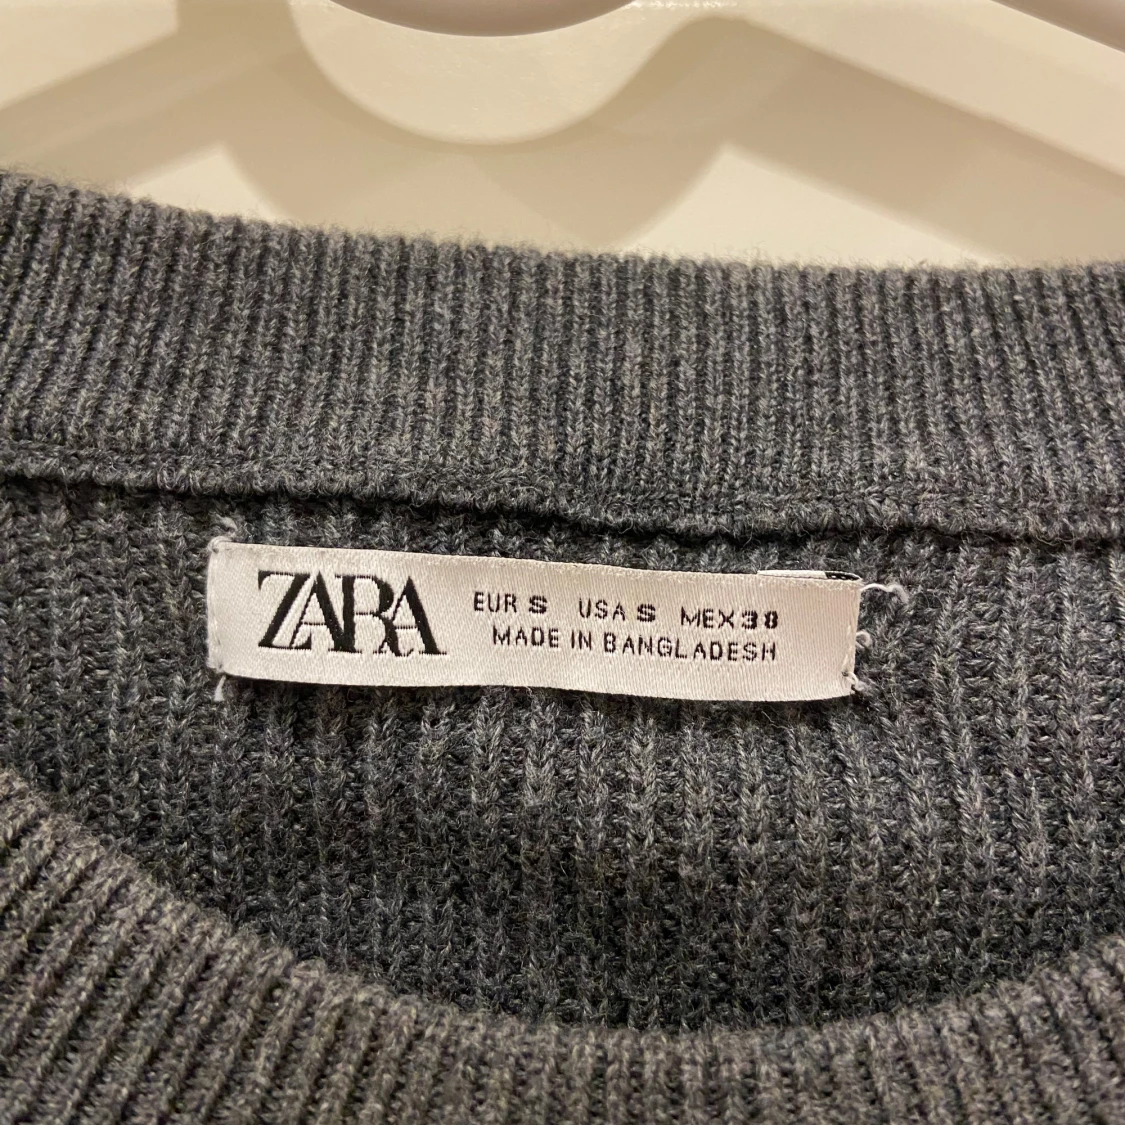 ZARA
EUR S USA S MEX 38
MADE IN BANGLADESH